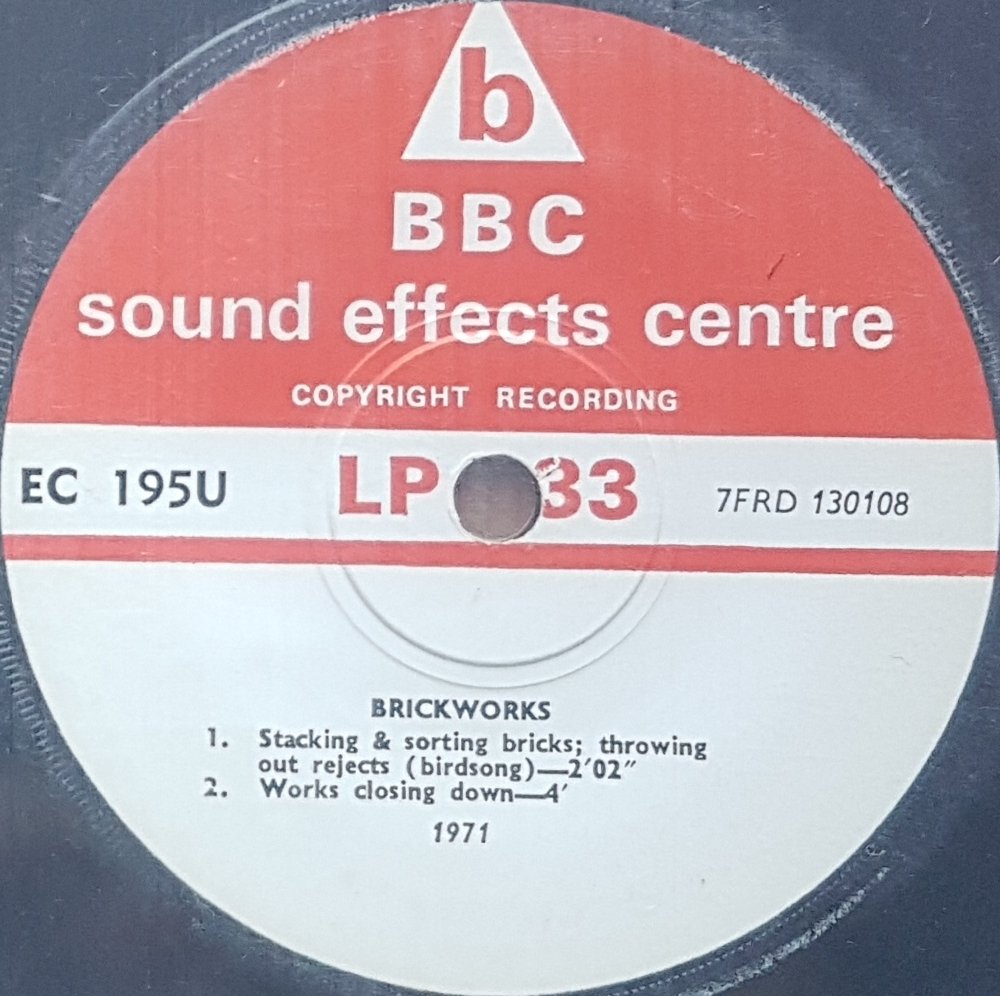 b
BBC
sound effects centre
COPYRIGHT RECORDING
EC 195U LP 33 7FRD 130108
BRICKWORKS
1. Stacking & sorting bricks; throwing
out rejects (birdsong)—2′02″
2. Works closing down—4′
1971